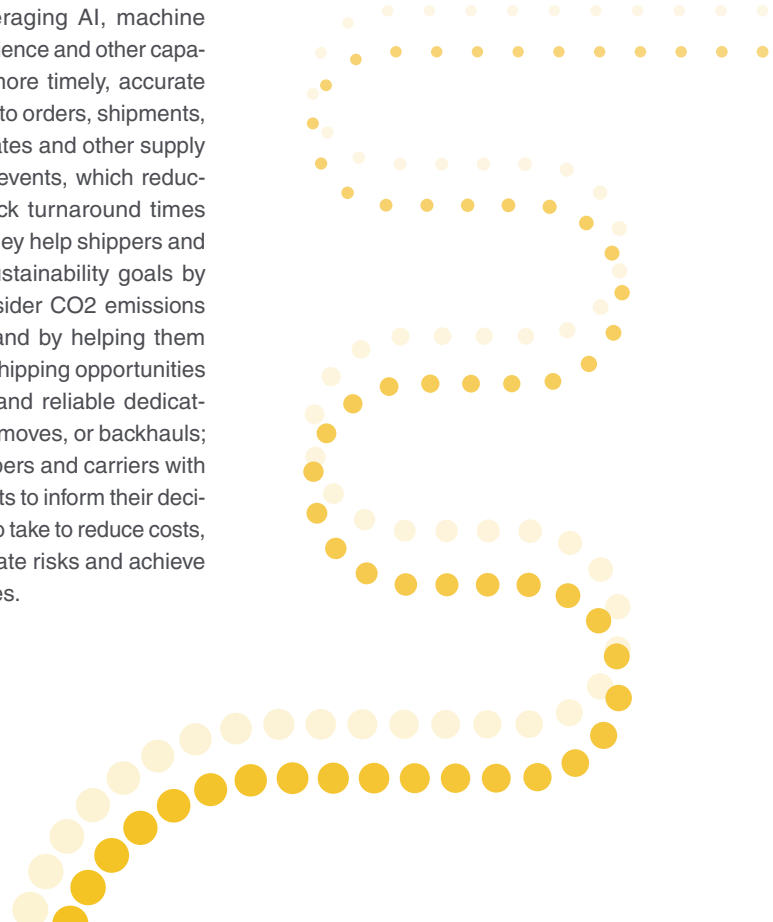 eraging AI, machine
ience and other capa-
more timely, accurate
to orders, shipments,
ates and other supply
events, which reduc-
ck turnaround times
ey help shippers and
ustainability goals by
sider CO2 emissions
and by helping them
hipping opportunities
and reliable dedicat-
moves, or backhauls;
pers and carriers with
ts to inform their deci-
o take to reduce costs,
ate risks and achieve
es.